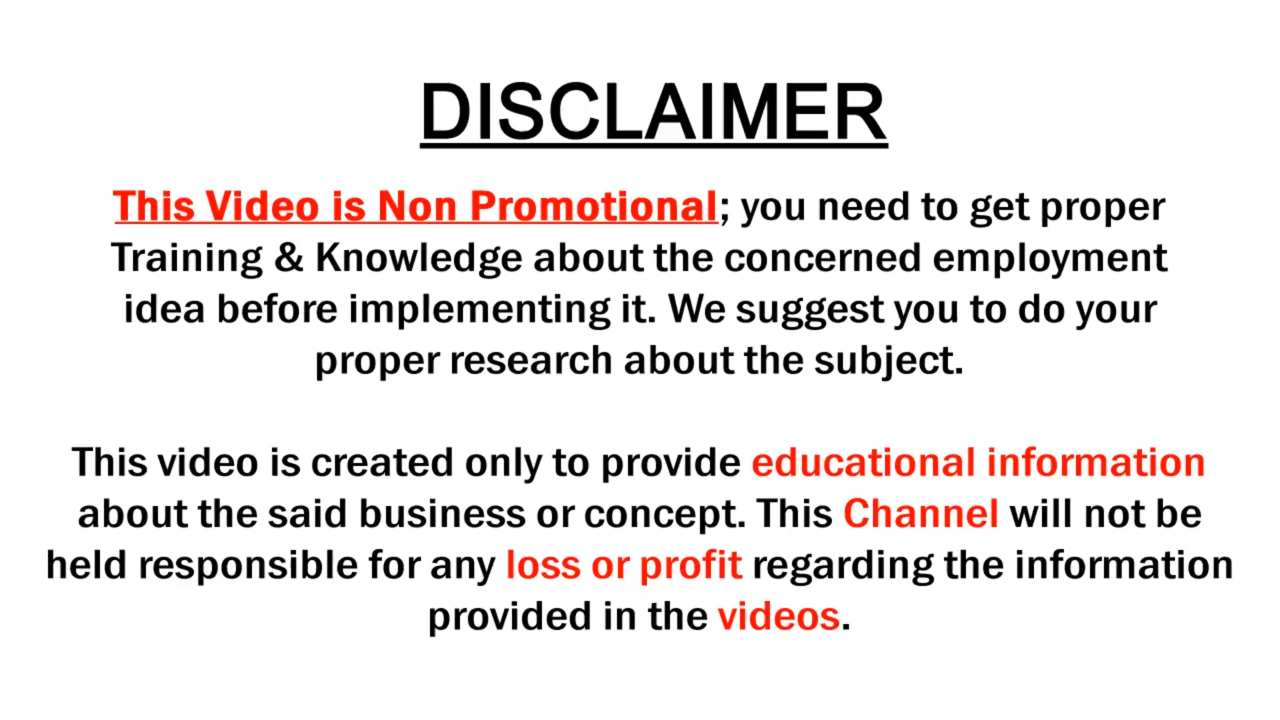 DISCLAIMER
This Video is Non Promotional; you need to get proper
Training & Knowledge about the concerned employment
idea before implementing it. We suggest you to do your
proper research about the subject.
This video is created only to provide educational information
about the said business or concept. This Channel will not be
held responsible for any loss or profit regarding the information
provided in the videos.